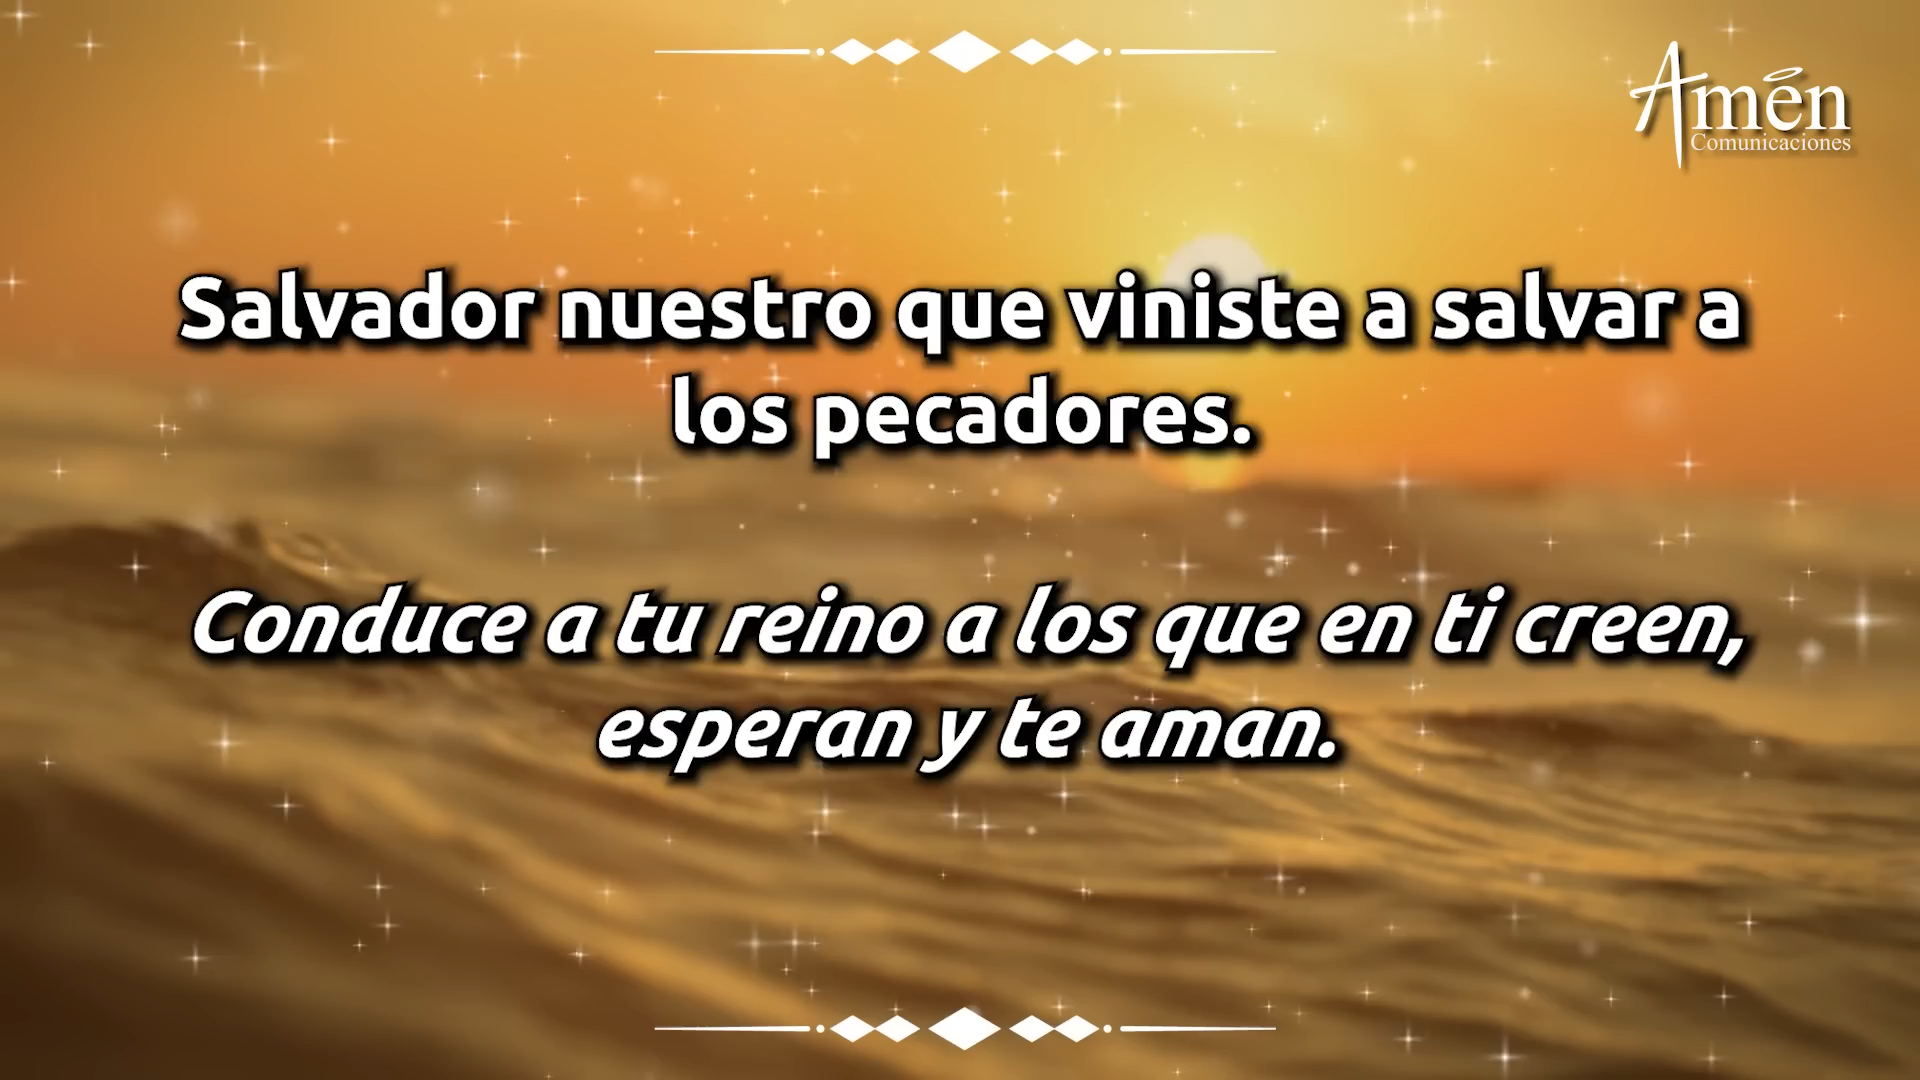 Amén
Comunicaciones
Salvador nuestro que viniste a salvar a
los pecadores.
Conduce a tu reino a los que en ti creen,
esperan y te aman.